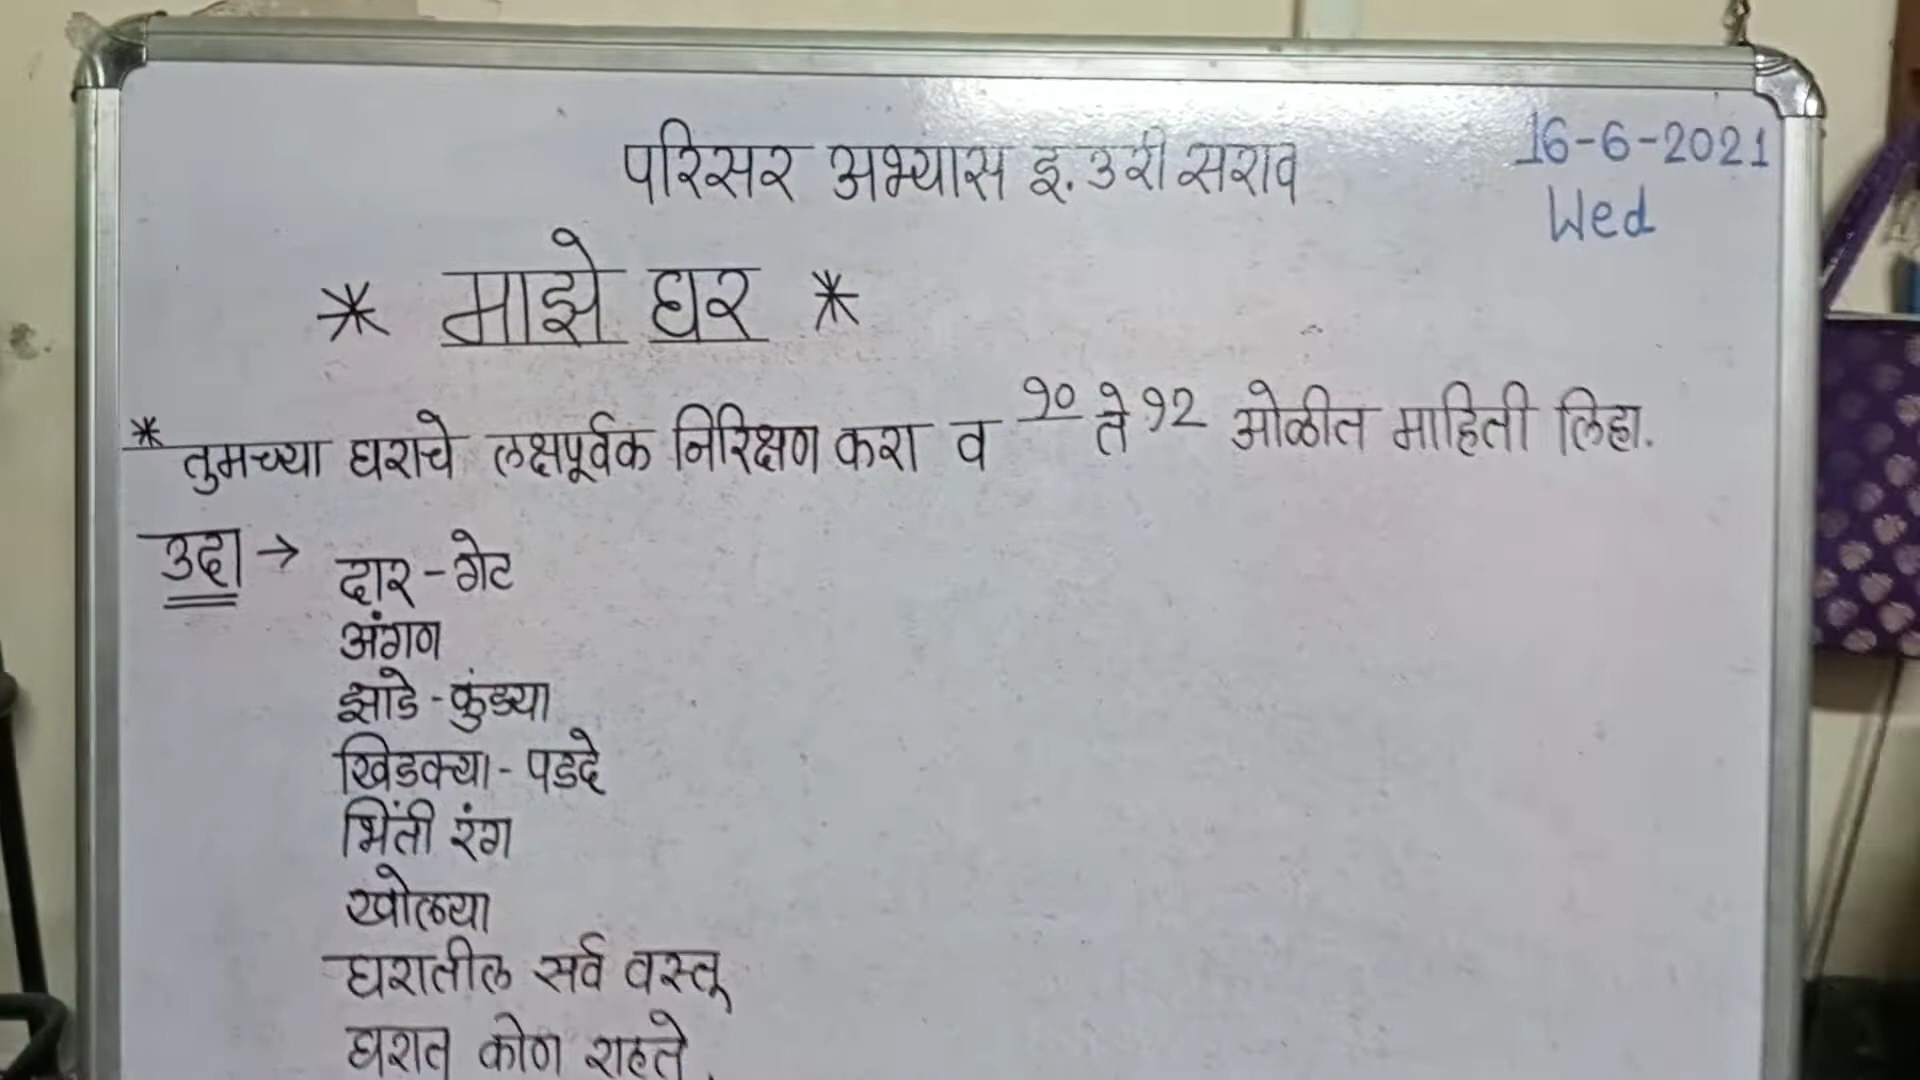 16-6-2021
परिसर अभ्यास इ. ३री सराव
Wed
* माझे घर *
* तुमच्या घराचे लक्षपूर्वक निरिक्षण करा व १० ते १२ ओळीत माहिती लिहा.
उदा → दार - गेट
अंगण
झाडे - कुंड्या
खिडक्या - पडदे
भिंती रंग
खोल्या
घरातील सर्व वस्तू
घरात कोण राहते.